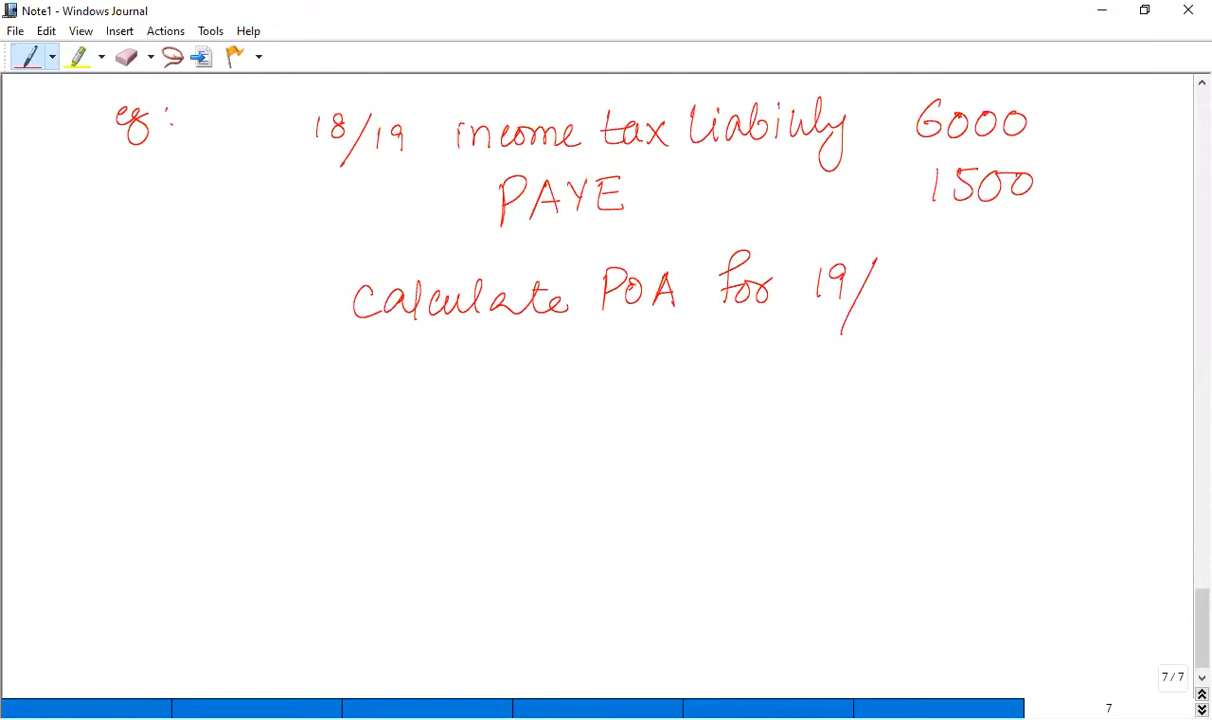 Note1 - Windows Journal
File Edit View Insert Actions Tools Help
eg: 18/19 income tax liability 6000
PAYE 1500
calculate POA for 19/
7 / 7
7